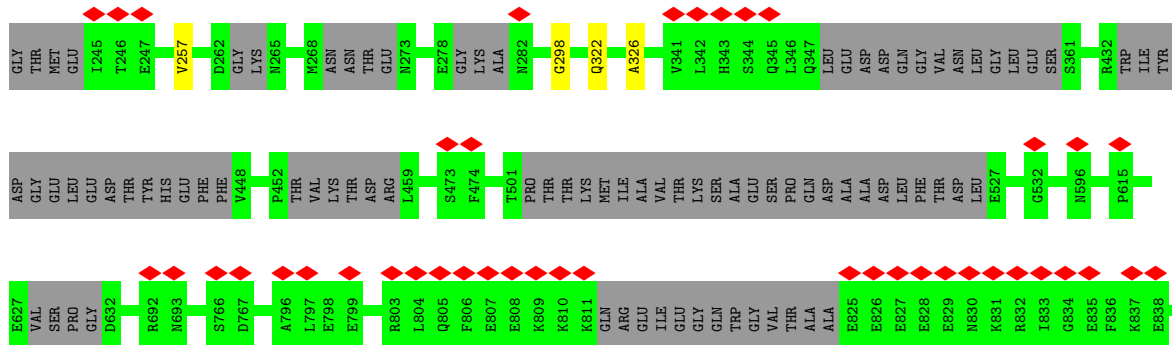 GLY THR MET GLU I245 T246 E247 V257 D262 GLY LYS N265 M268 ASN ASN THR GLU N273 E278 GLY LYS ALA N282 G298 Q322 A326 V341 L342 H343 S344 Q345 L346 Q347 LEU GLU ASP ASP GLN GLY VAL ASN LEU GLY LEU GLU SER S361 R432 TRP ILE TYR
ASP GLY GLU LEU GLU ASP THR TYR HIS GLU PHE PHE V448 P452 THR VAL LYS THR ASP ARG L459 S473 F474 T501 PRO THR THR LYS MET ILE ALA VAL THR LYS SER ALA GLU SER PRO GLN ASP ALA ALA ASP LEU PHE THR ASP LEU E527 G532 N596 P615
E627 VAL SER PRO GLY D632 R692 N693 S766 D767 A796 L797 E798 E799 R803 L804 Q805 F806 E807 E808 K809 K810 K811 GLN ARG GLU ILE GLU GLY GLN TRP GLY VAL THR ALA ALA E825 E826 E827 E828 E829 N830 K831 R832 I833 G834 E835 F836 K837 E838